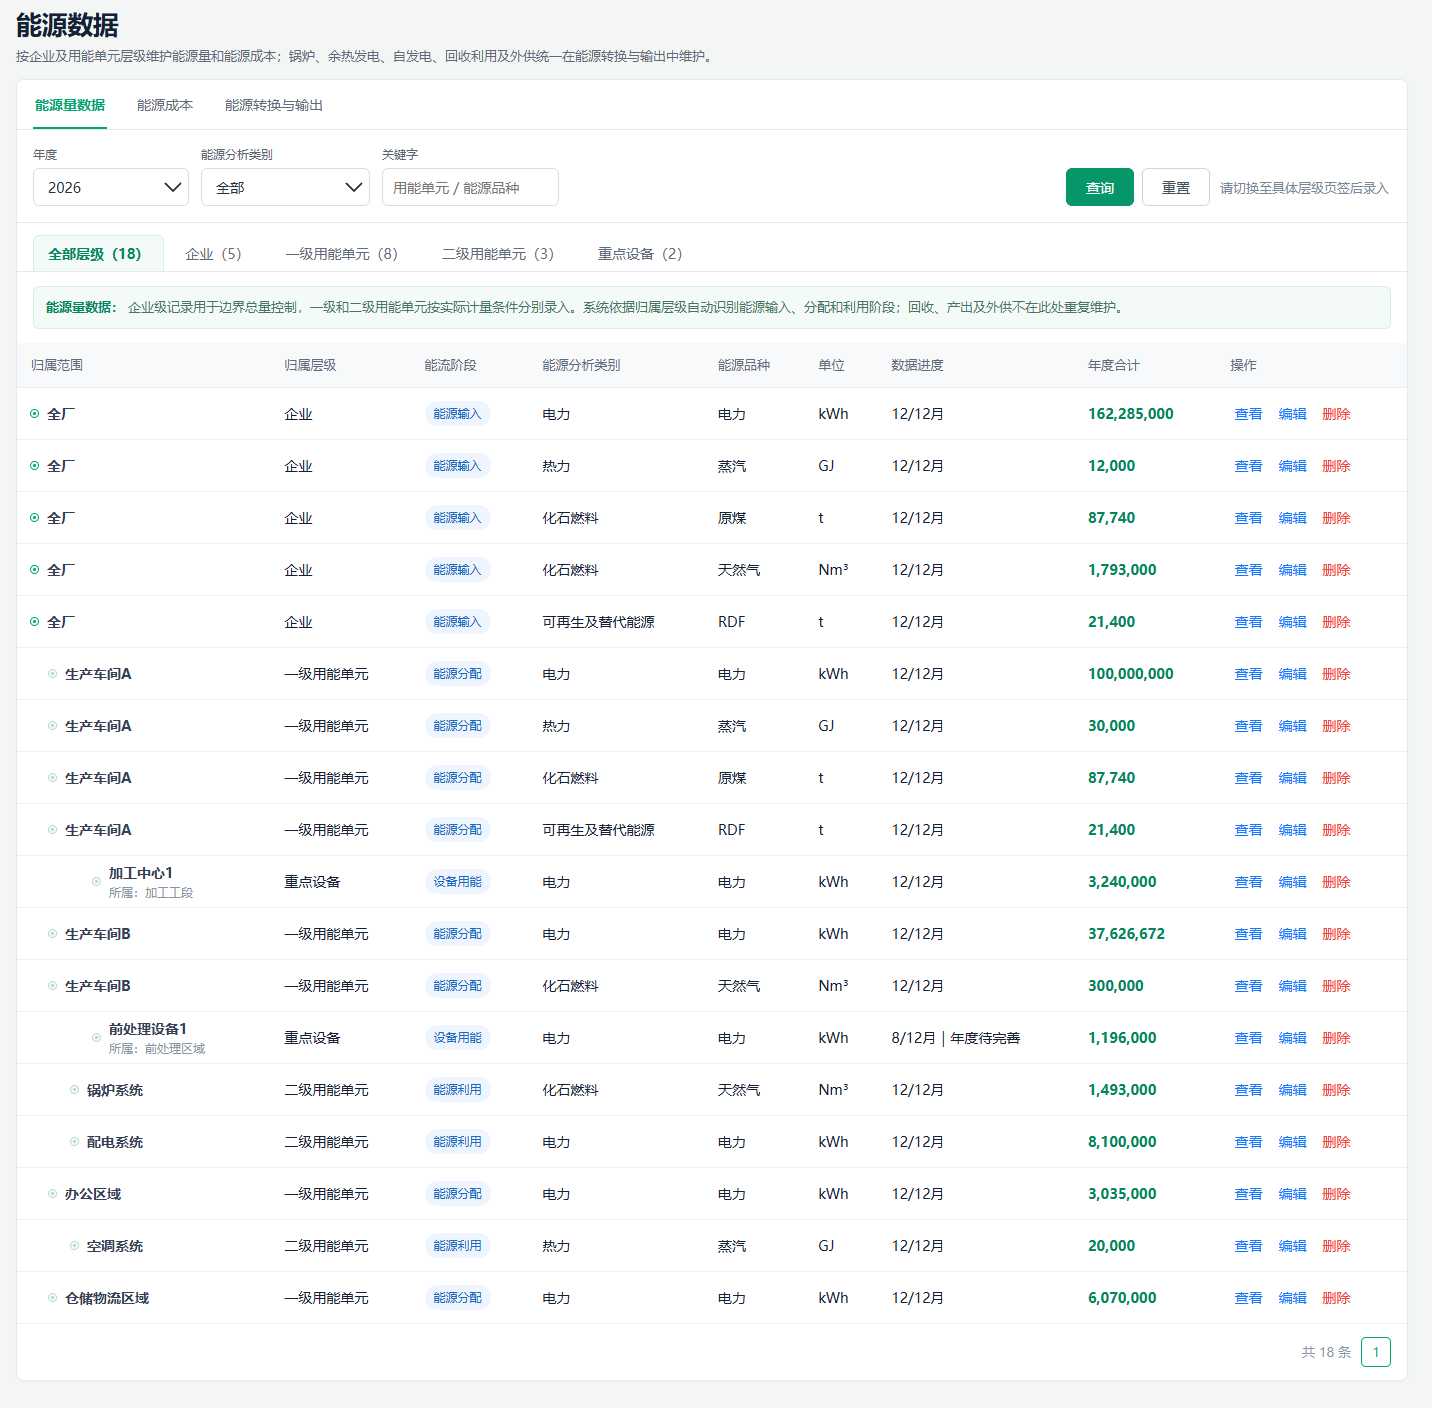 能源数据
按企业及用能单元层级维护能源量和能源成本；锅炉、余热发电、自发电、回收利用及外供统一在能源转换与输出中维护。
能源量数据 能源成本 能源转换与输出
年度 能源分析类别 关键字
2026 全部 用能单元 / 能源品种 查询 重置 请切换至具体层级页签后录入
全部层级（18） 企业（5） 一级用能单元（8） 二级用能单元（3） 重点设备（2）
能源量数据： 企业级记录用于边界总量控制，一级和二级用能单元按实际计量条件分别录入。系统依据归属层级自动识别能源输入、分配和利用阶段；回收、产出及外供不在此处重复维护。
归属范围 归属层级 能流阶段 能源分析类别 能源品种 单位 数据进度 年度合计 操作
全厂 企业 能源输入 电力 电力 kWh 12/12月 162,285,000 查看 编辑 删除
全厂 企业 能源输入 热力 蒸汽 GJ 12/12月 12,000 查看 编辑 删除
全厂 企业 能源输入 化石燃料 原煤 t 12/12月 87,740 查看 编辑 删除
全厂 企业 能源输入 化石燃料 天然气 Nm³ 12/12月 1,793,000 查看 编辑 删除
全厂 企业 能源输入 可再生及替代能源 RDF t 12/12月 21,400 查看 编辑 删除
生产车间A 一级用能单元 能源分配 电力 电力 kWh 12/12月 100,000,000 查看 编辑 删除
生产车间A 一级用能单元 能源分配 热力 蒸汽 GJ 12/12月 30,000 查看 编辑 删除
生产车间A 一级用能单元 能源分配 化石燃料 原煤 t 12/12月 87,740 查看 编辑 删除
生产车间A 一级用能单元 能源分配 可再生及替代能源 RDF t 12/12月 21,400 查看 编辑 删除
加工中心1 重点设备 设备用能 电力 电力 kWh 12/12月 3,240,000 查看 编辑 删除
所属：加工工段
生产车间B 一级用能单元 能源分配 电力 电力 kWh 12/12月 37,626,672 查看 编辑 删除
生产车间B 一级用能单元 能源分配 化石燃料 天然气 Nm³ 12/12月 300,000 查看 编辑 删除
前处理设备1 重点设备 设备用能 电力 电力 kWh 8/12月 | 年度待完善 1,196,000 查看 编辑 删除
所属：前处理区域
锅炉系统 二级用能单元 能源利用 化石燃料 天然气 Nm³ 12/12月 1,493,000 查看 编辑 删除
配电系统 二级用能单元 能源利用 电力 电力 kWh 12/12月 8,100,000 查看 编辑 删除
办公区域 一级用能单元 能源分配 电力 电力 kWh 12/12月 3,035,000 查看 编辑 删除
空调系统 二级用能单元 能源利用 热力 蒸汽 GJ 12/12月 20,000 查看 编辑 删除
仓储物流区域 一级用能单元 能源分配 电力 电力 kWh 12/12月 6,070,000 查看 编辑 删除
共 18 条 1